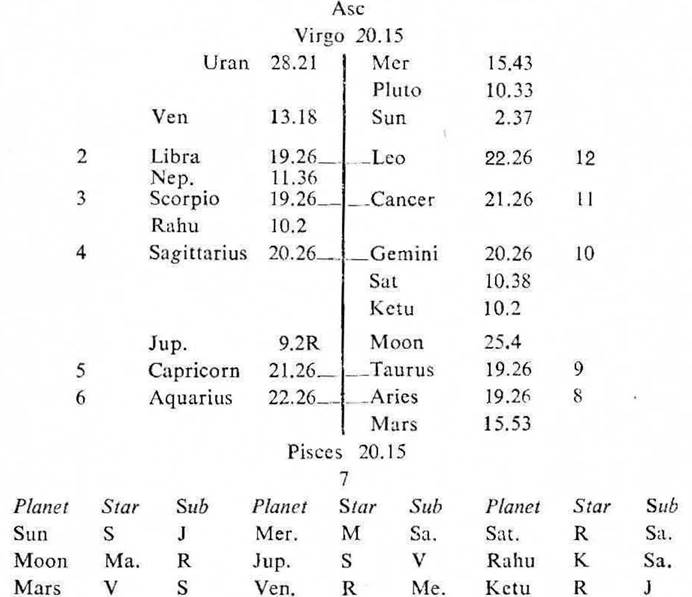 Asc
Virgo 20.15
Uran 28.21 Mer 15.43
Pluto 10.33
Ven 13.18 Sun 2.37
2 Libra 19.26 Leo 22.26 12
Nep. 11.36
3 Scorpio 19.26 Cancer 21.26 11
Rahu 10.2
4 Sagittarius 20.26 Gemini 20.26 10
Sat 10.38
Ketu 10.2
Jup. 9.2R Moon 25.4
5 Capricorn 21.26 Taurus 19.26 9
6 Aquarius 22.26 Aries 19.26 8
Mars 15.53
Pisces 20.15
7
Planet Star Sub Planet Star Sub Planet Star Sub
Sun S J Mer. M Sa. Sat. R Sa.
Moon Ma. R Jup. S V Rahu K Sa.
Mars V S Ven. R Me. Ketu R J